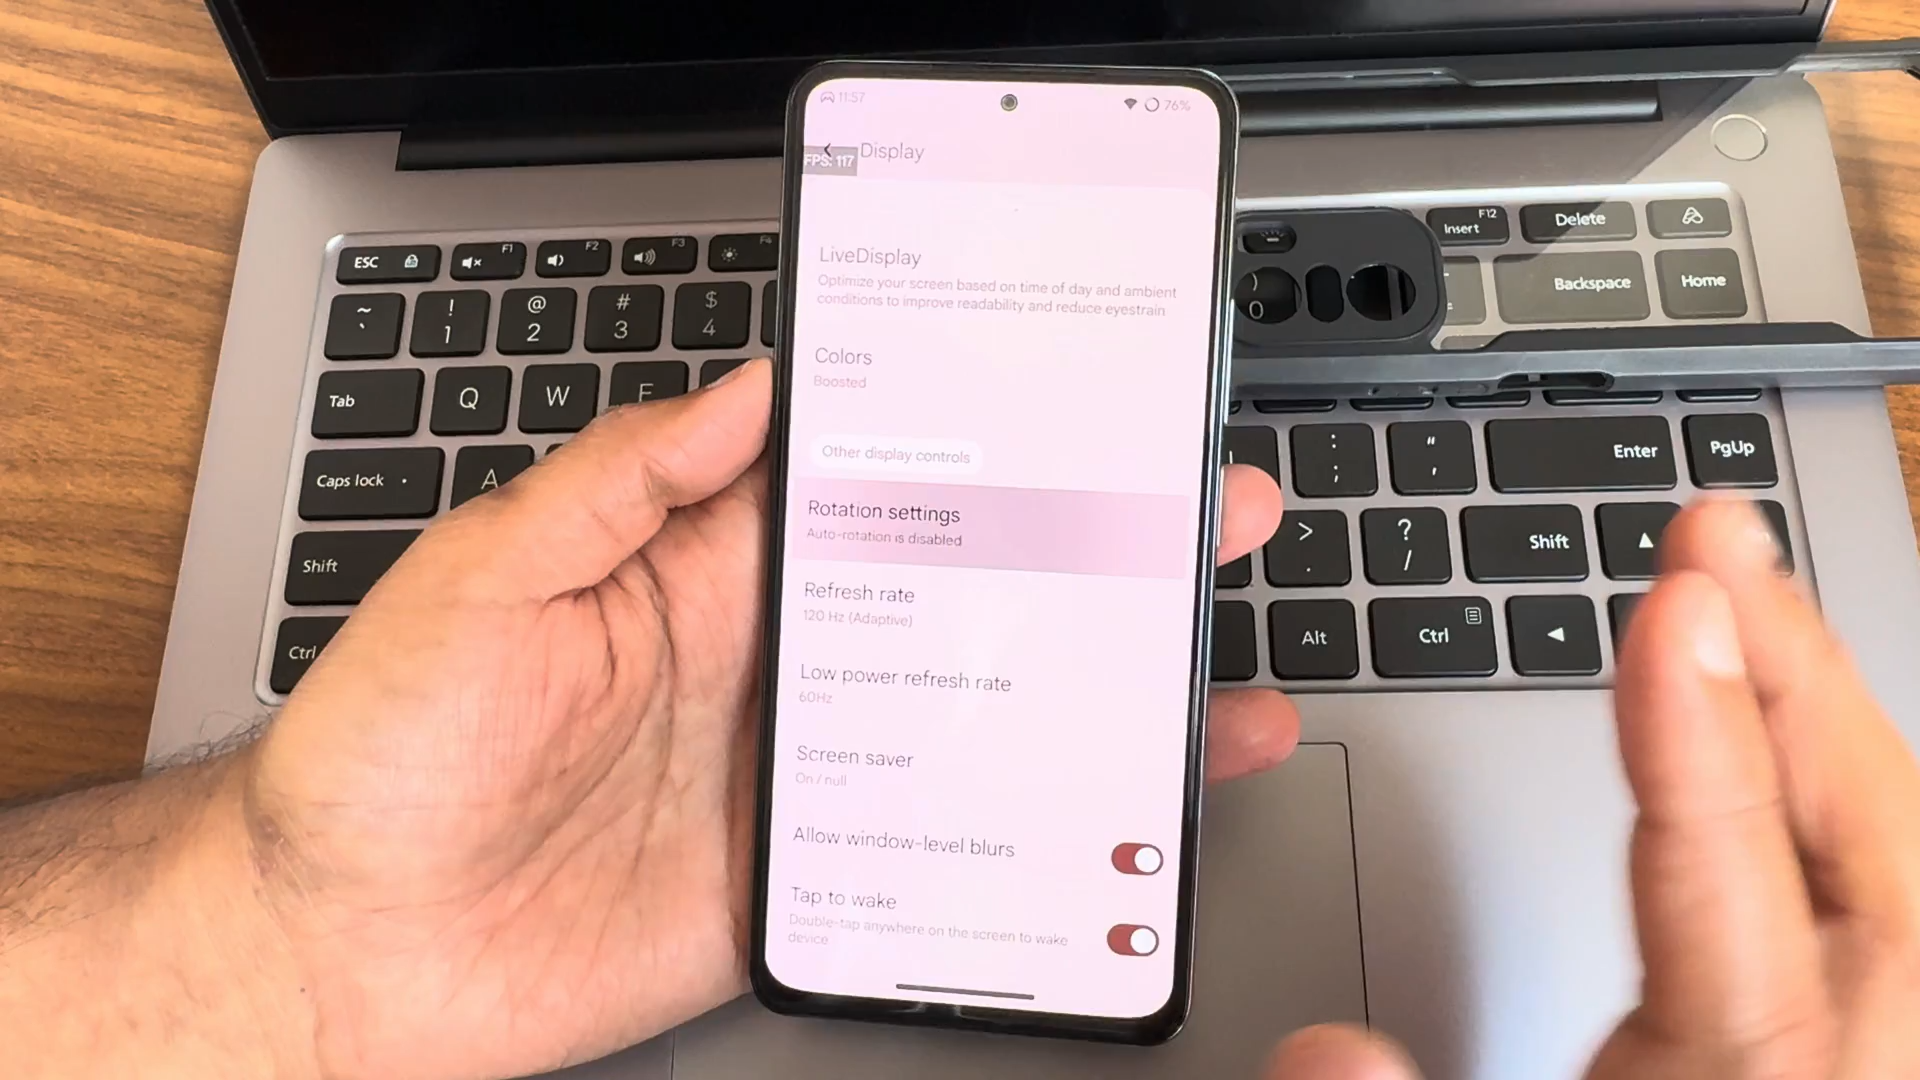 11:57
76%
FPS: 117
Display
LiveDisplay
Optimize your screen based on time of day and ambient
conditions to improve readability and reduce eyestrain
Colors
Boosted
Other display controls
Rotation settings
Auto-rotation is disabled
Refresh rate
120 Hz (Adaptive)
Low power refresh rate
60Hz
Screen saver
On / null
Allow window-level blurs
Tap to wake
Double-tap anywhere on the screen to wake
device
ESC
F1
F2
F3
F4
F12
Insert
Delete
~
`
!
1
@
2
#
3
$
4
)
0
Backspace
Home
Tab
Q
W
E
Caps lock
A
:
;
"
'
Enter
PgUp
Shift
>
.
?
/
Shift
Ctrl
Alt
Ctrl